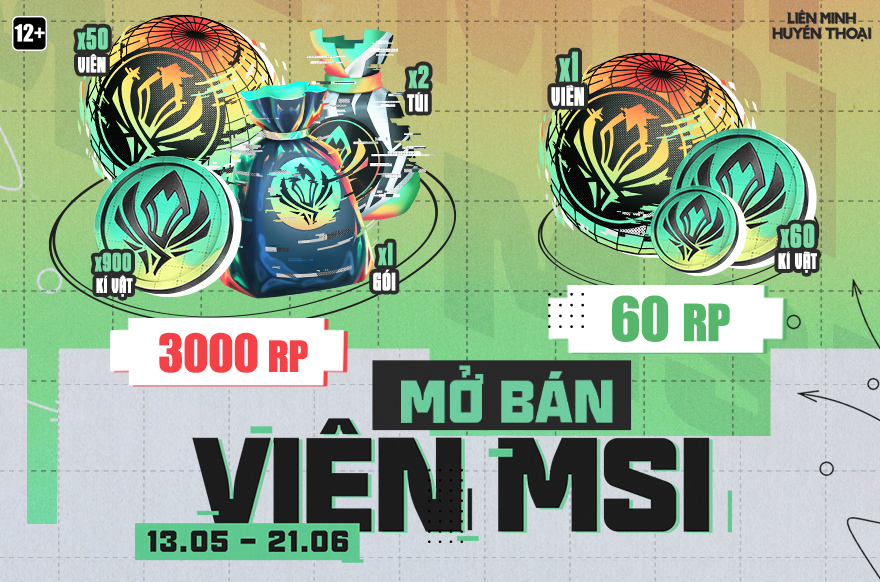 12+
LIÊN MINH
HUYỀN THOẠI
x50
VIÊN
x2
TÚI
x900
KÍ VẬT
x1
GÓI
3000 RP
x1
VIÊN
x60
KÍ VẬT
60 RP
MỞ BÁN
VIÊN MSI
13.05 - 21.06